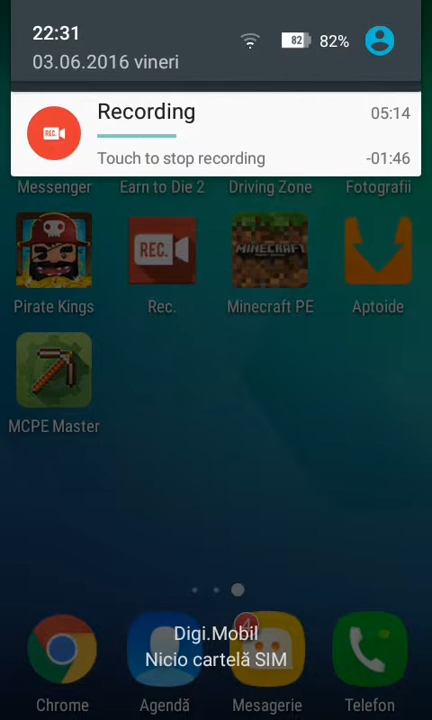 22:31
82
82%
03.06.2016 vineri
REC.
Recording
05:14
Touch to stop recording
-01:46
Messenger
Earn to Die 2
Driving Zone
Fotografii
REC.
MINECRAFT
Pirate Kings
Rec.
Minecraft PE
Aptoide
MCPE Master
Digi.Mobil
4
Nicio cartelă SIM
Chrome
Agendă
Mesagerie
Telefon